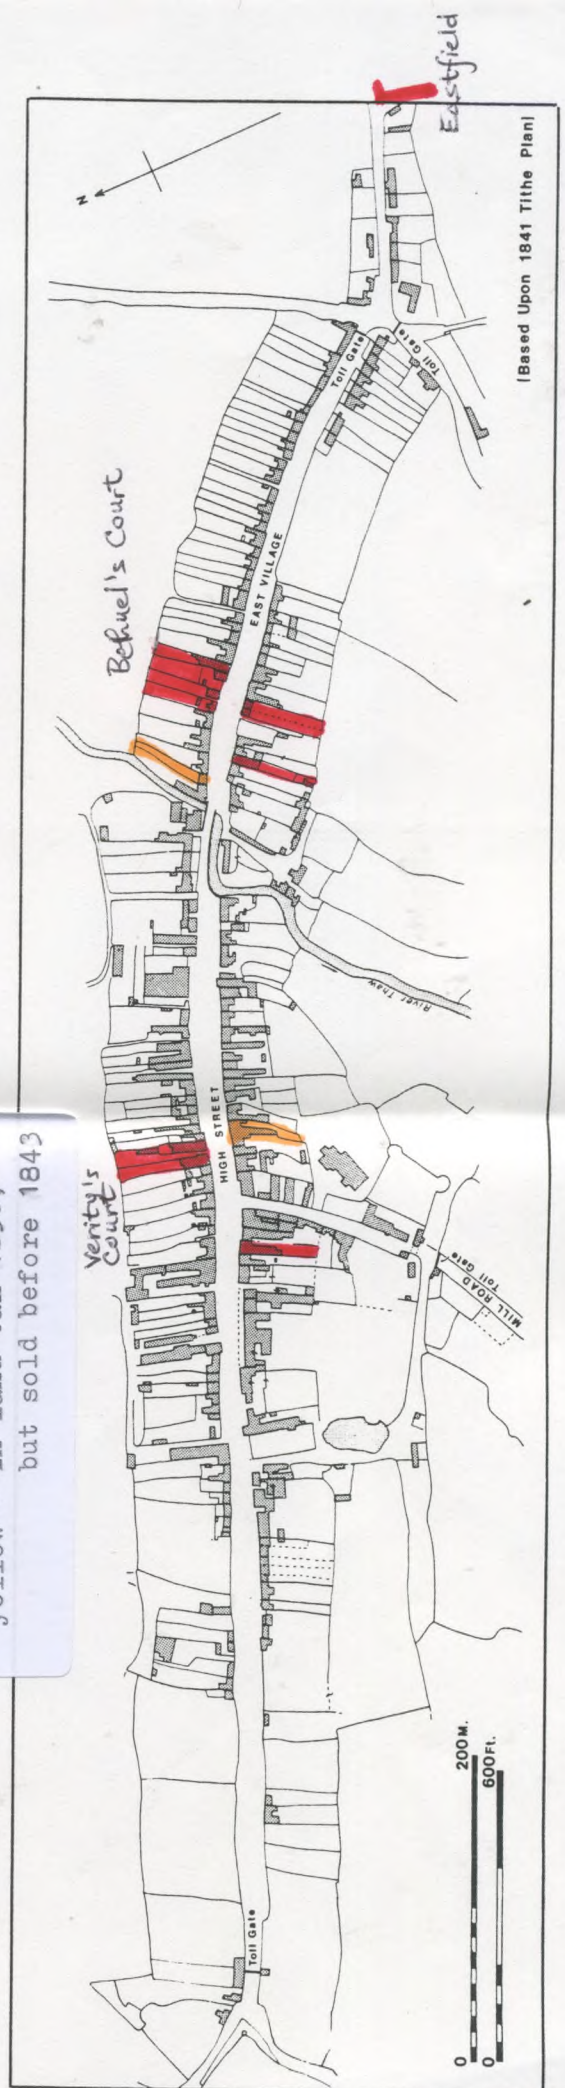 but sold before 1843
Eastfield
[Based Upon 1841 Tithe Plan]
N
Toll Gate
Toll Gate
EAST VILLAGE
Court
River Thaw
HIGH STREET
Verity's
Court
MILL ROAD
Toll Gate
Toll Gate
0 200 M.
0 600 Ft.